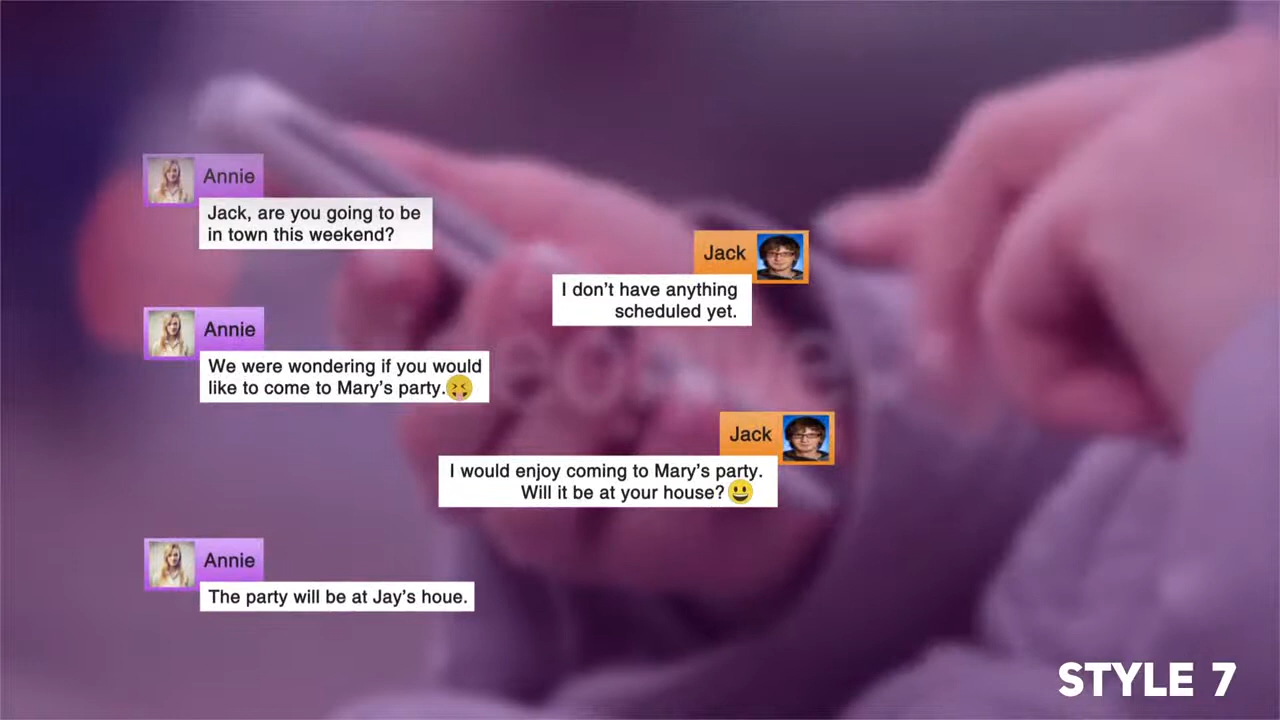 Annie
Jack, are you going to be
in town this weekend?
Jack
I don't have anything
scheduled yet.
Annie
We were wondering if you would
like to come to Mary's party.😝
Jack
I would enjoy coming to Mary's party.
Will it be at your house?😃
Annie
The party will be at Jay's houe.
STYLE 7